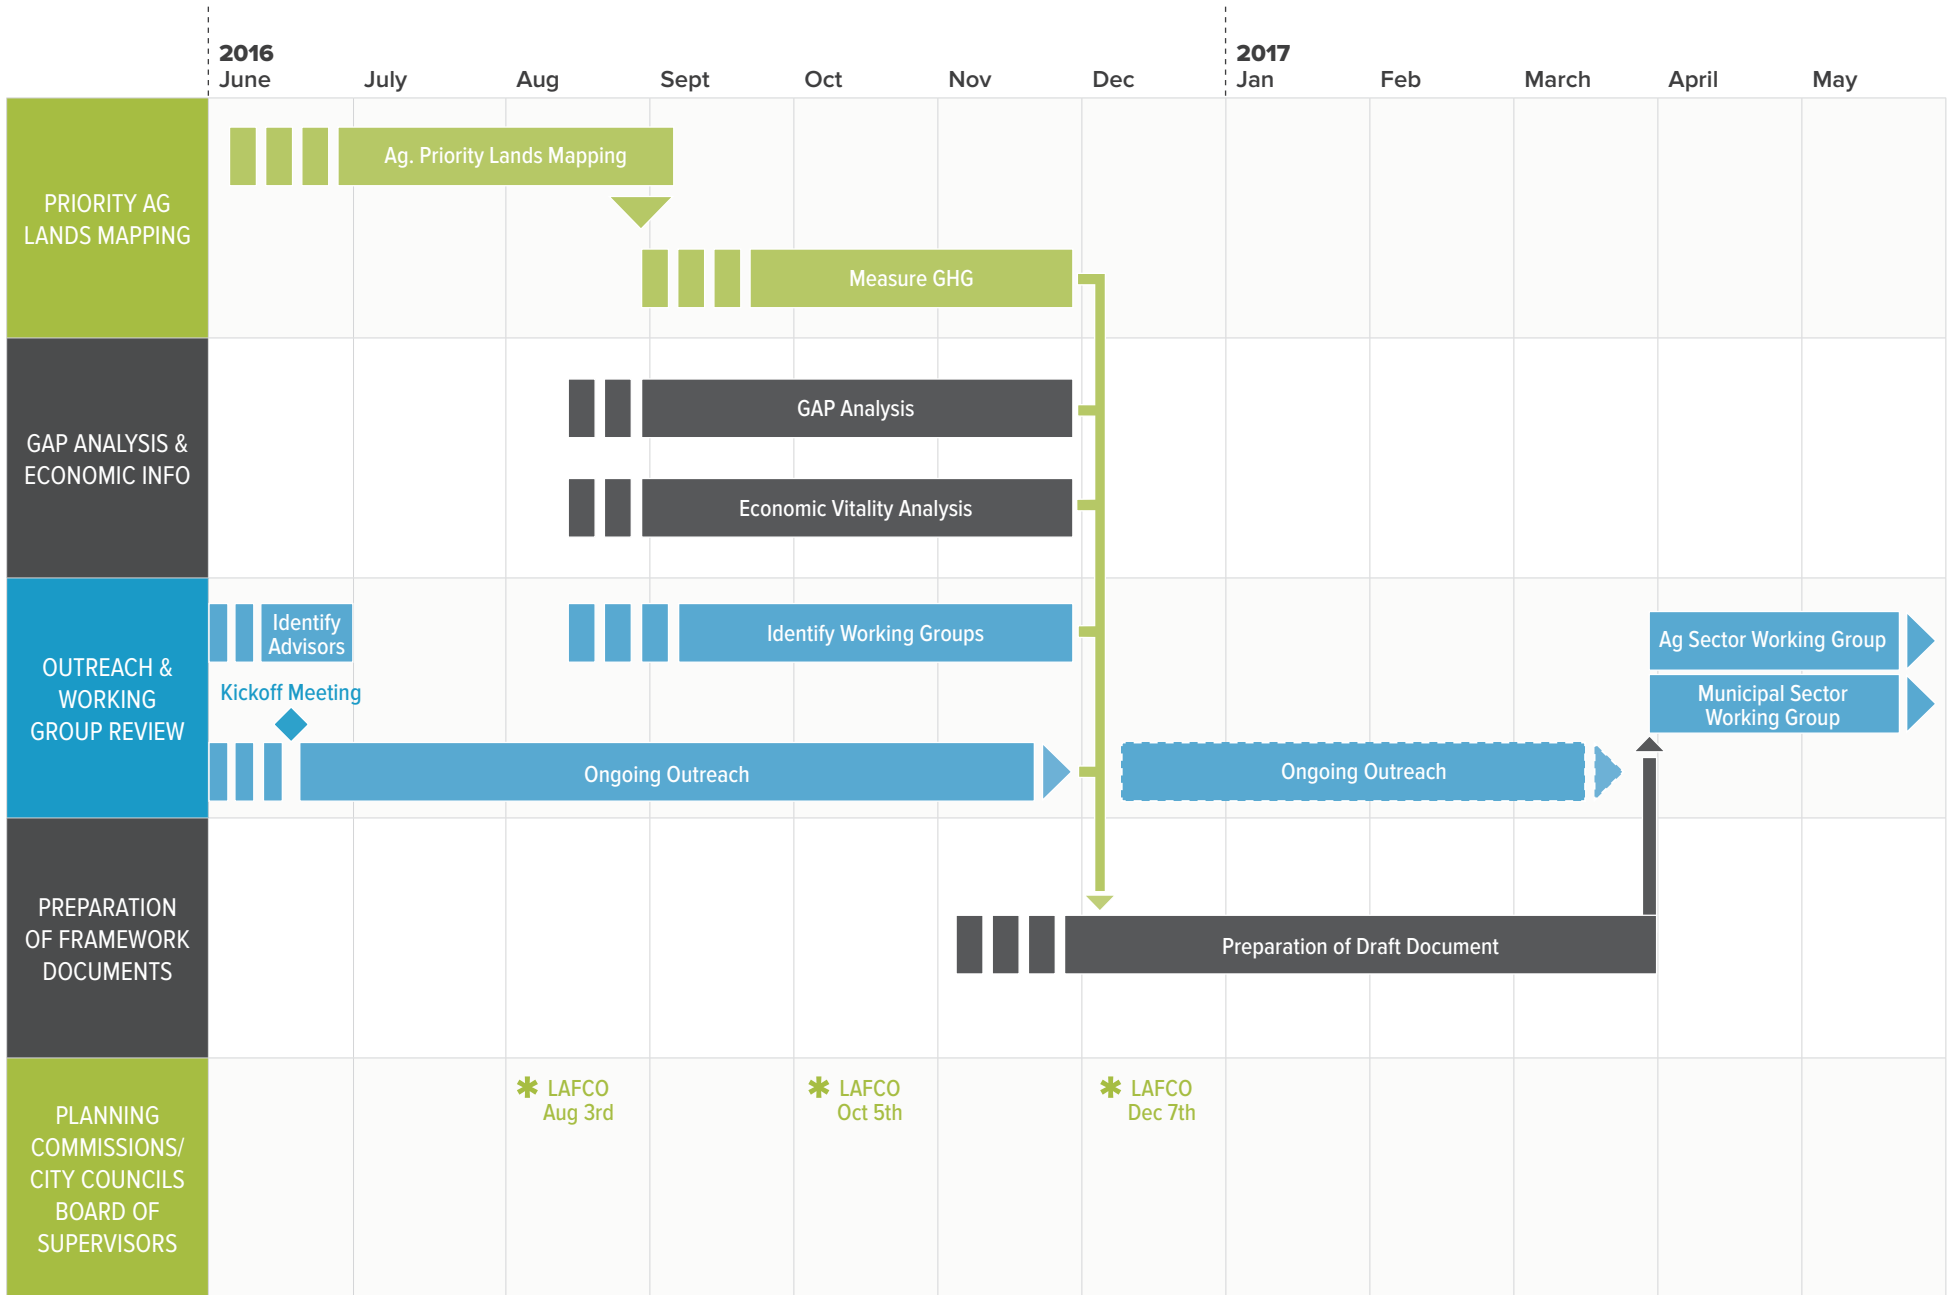 2016
2017
June
July
Aug
Sept
Oct
Nov
Dec
Jan
Feb
March
April
May
PRIORITY AG
LANDS MAPPING
Ag. Priority Lands Mapping
Measure GHG
GAP ANALYSIS &
ECONOMIC INFO
GAP Analysis
Economic Vitality Analysis
OUTREACH &
WORKING
GROUP REVIEW
Identify
Advisors
Identify Working Groups
Ag Sector Working Group
Kickoff Meeting
Municipal Sector
Working Group
Ongoing Outreach
Ongoing Outreach
PREPARATION
OF FRAMEWORK
DOCUMENTS
Preparation of Draft Document
PLANNING
COMMISSIONS/
CITY COUNCILS
BOARD OF
SUPERVISORS
✱ LAFCO
Aug 3rd
✱ LAFCO
Oct 5th
✱ LAFCO
Dec 7th